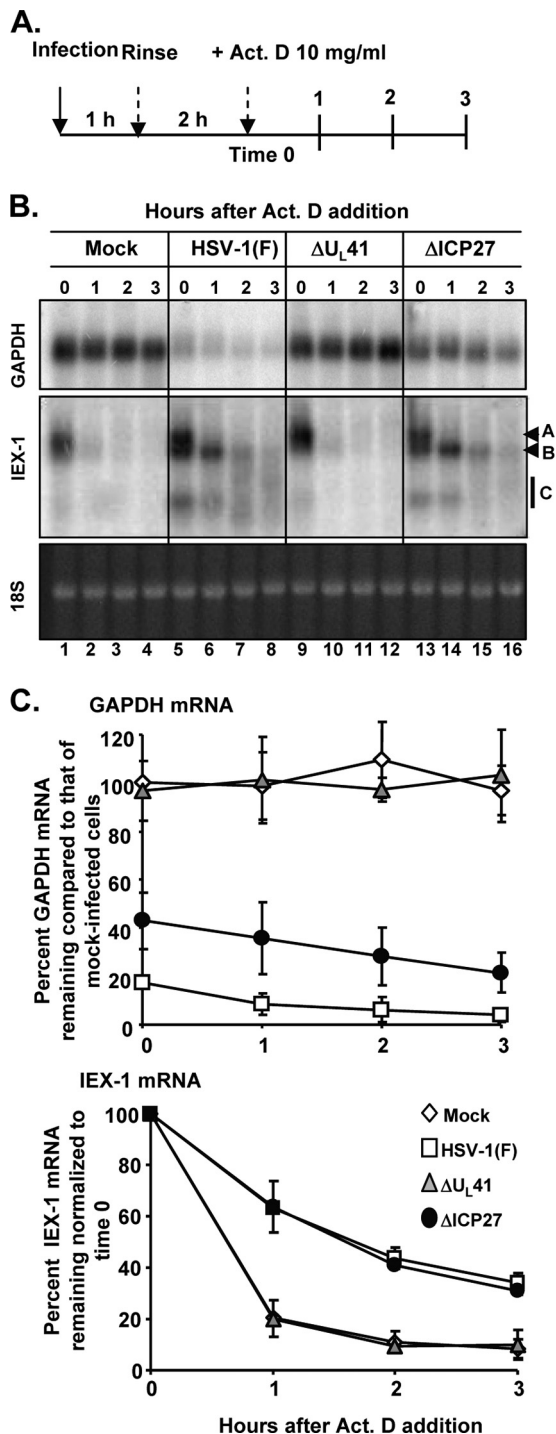 A.
Infection Rinse + Act. D 10 mg/ml
1 h 2 h 1 2 3
Time 0
B.
Hours after Act. D addition
Mock HSV-1(F) ΔUL41 ΔICP27
0 1 2 3 0 1 2 3 0 1 2 3 0 1 2 3
GAPDH
IEX-1
A
B
C
18S
1 2 3 4 5 6 7 8 9 10 11 12 13 14 15 16
C.
GAPDH mRNA
Percent GAPDH mRNA
remaining compared to that of
mock-infected cells
120
100
80
60
40
20
0
0 1 2 3
IEX-1 mRNA
Percent IEX-1 mRNA
remaining normalized to
time 0
100
80
60
40
20
0
Mock
HSV-1(F)
ΔUL41
ΔICP27
0 1 2 3
Hours after Act. D addition